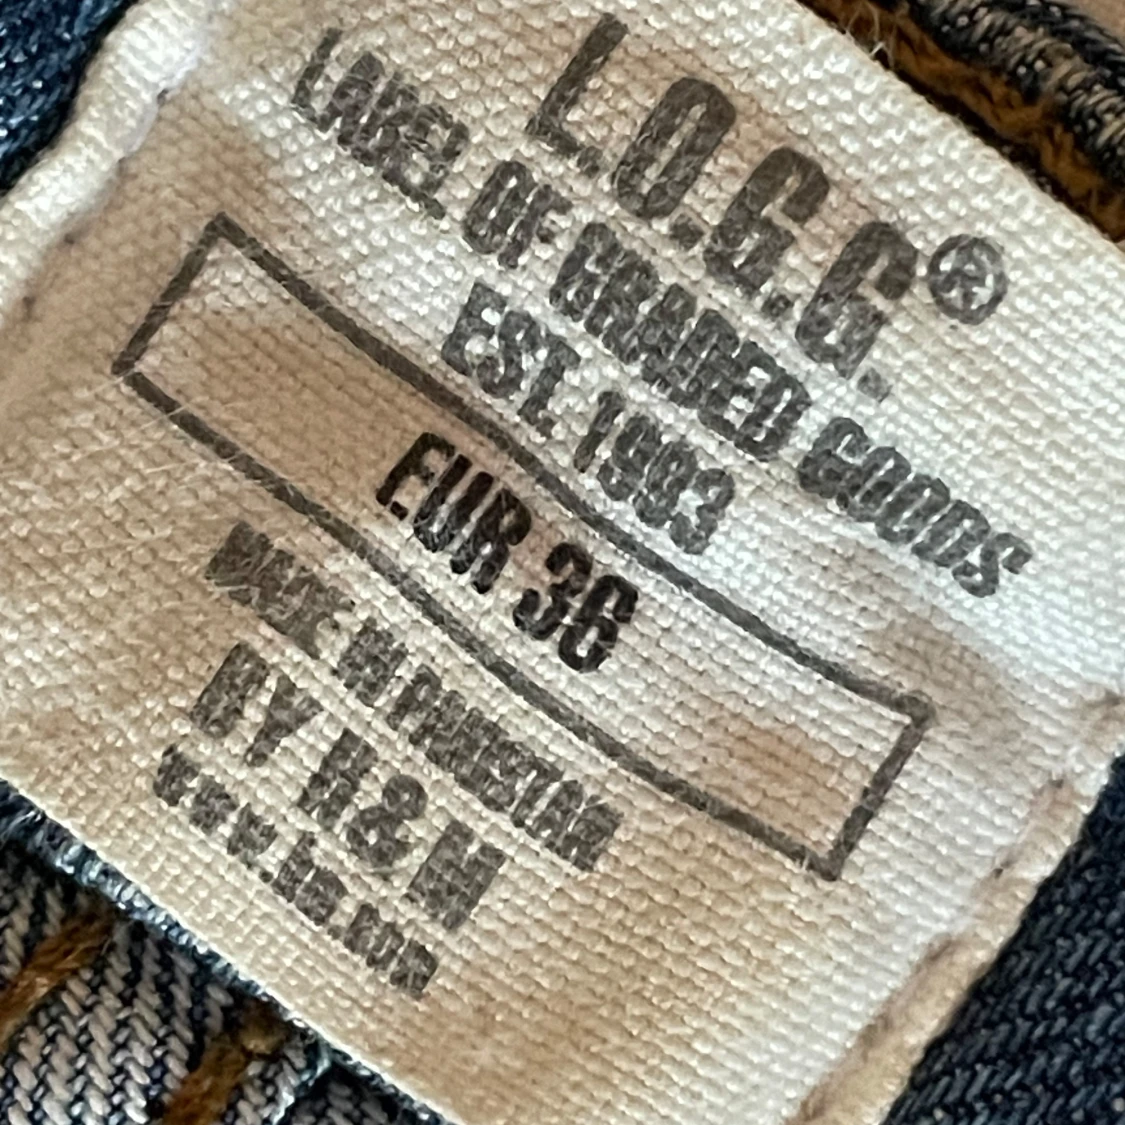 L.O.G.G.®
LABEL OF GRADED GOODS
EST. 1993
EUR 36
MADE IN PAKISTAN
BY H&M
www.hm.com